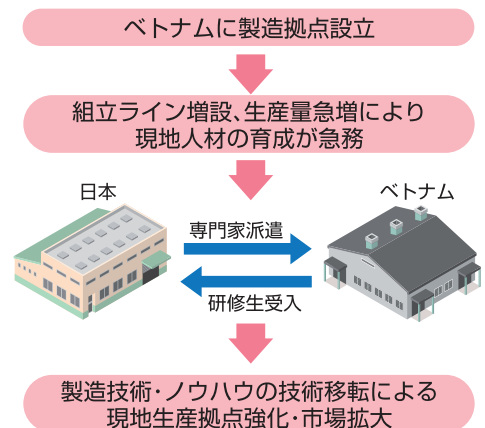 ベトナムに製造拠点設立
組立ライン増設、生産量急増により
現地人材の育成が急務
日本
ベトナム
専門家派遣
研修生受入
製造技術・ノウハウの技術移転による
現地生産拠点強化・市場拡大